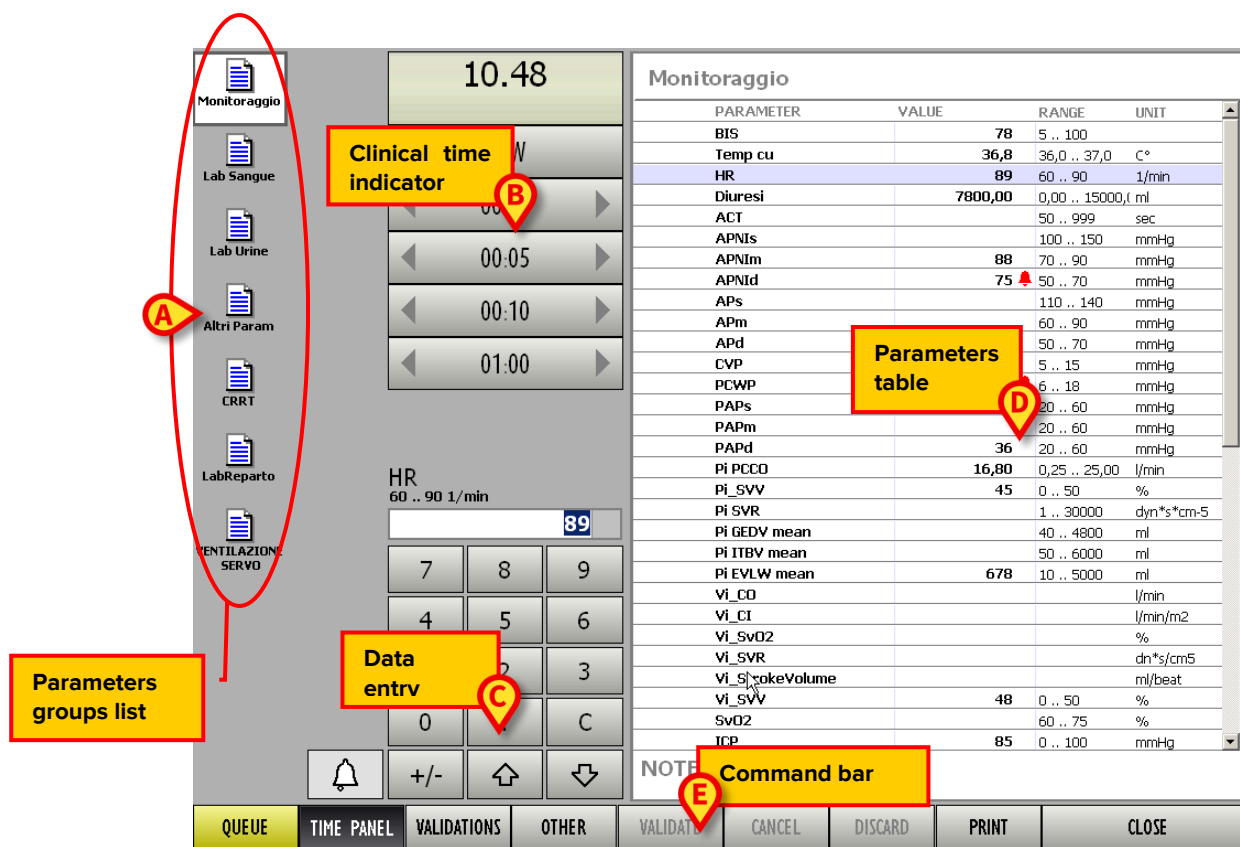 Monitoraggio
Lab Sangue
Lab Urine
A
Altri Param
CRRT
LabReparto
VENTILAZIONE
SERVO
Parameters
groups list
10.48
Clinical time
indicator
B
00:05
00:10
01:00
HR
60 .. 90 1/min
89
7 8 9
4 5 6
3
Data
entry
C
0 . C
+/-
Monitoraggio
PARAMETER VALUE RANGE UNIT
BIS 78 5 .. 100
Temp cu 36,8 36,0 .. 37,0 C°
HR 89 60 .. 90 1/min
Diuresi 7800,00 0,00 .. 15000,( ml
ACT 50 .. 999 sec
APNIs 100 .. 150 mmHg
APNIm 88 70 .. 90 mmHg
APNId 75 50 .. 70 mmHg
APs 110 .. 140 mmHg
APm 60 .. 90 mmHg
APd 50 .. 70 mmHg
CVP 5 .. 15 mmHg
PCWP 6 .. 18 mmHg
PAPs 20 .. 60 mmHg
PAPm 20 .. 60 mmHg
PAPd 36 20 .. 60 mmHg
Pi PCCO 16,80 0,25 .. 25,00 l/min
Pi_SVV 45 0 .. 50 %
Pi SVR 1 .. 30000 dyn*s*cm-5
Pi GEDV mean 40 .. 4800 ml
Pi ITBV mean 50 .. 6000 ml
Pi EVLW mean 678 10 .. 5000 ml
Vi_CO l/min
Vi_CI l/min/m2
Vi_SvO2 %
Vi_SVR dn*s/cm5
Vi_StrokeVolume ml/beat
Vi_SVV 48 0 .. 50 %
SvO2 60 .. 75 %
ICP 85 0 .. 100 mmHg
Parameters
table
D
NOTE
Command bar
E
QUEUE TIME PANEL VALIDATIONS OTHER VALIDATE CANCEL DISCARD PRINT CLOSE